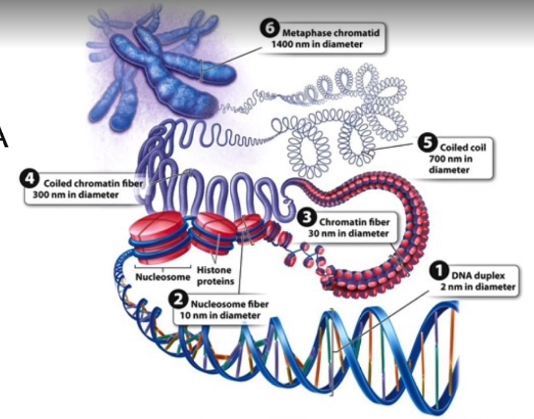 A
6 Metaphase chromatid
1400 nm in diameter
5 Coiled coil
700 nm in
diameter
4 Coiled chromatin fiber
300 nm in diameter
3 Chromatin fiber
30 nm in diameter
Nucleosome
Histone
proteins
1 DNA duplex
2 nm in diameter
2 Nucleosome fiber
10 nm in diameter